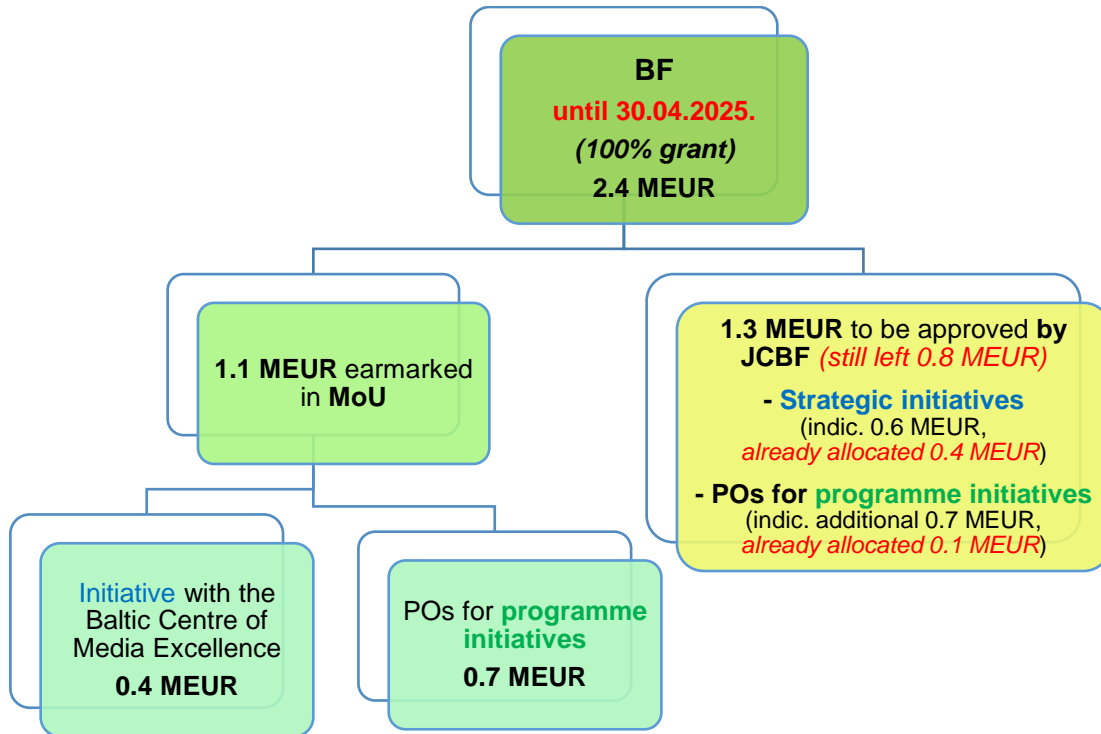 BF
until 30.04.2025.
(100% grant)
2.4 MEUR
1.1 MEUR earmarked
in MoU
1.3 MEUR to be approved by
JCBF (still left 0.8 MEUR)
- Strategic initiatives
(indic. 0.6 MEUR,
already allocated 0.4 MEUR)
- POs for programme initiatives
(indic. additional 0.7 MEUR,
already allocated 0.1 MEUR)
Initiative with the
Baltic Centre of
Media Excellence
0.4 MEUR
POs for programme
initiatives
0.7 MEUR